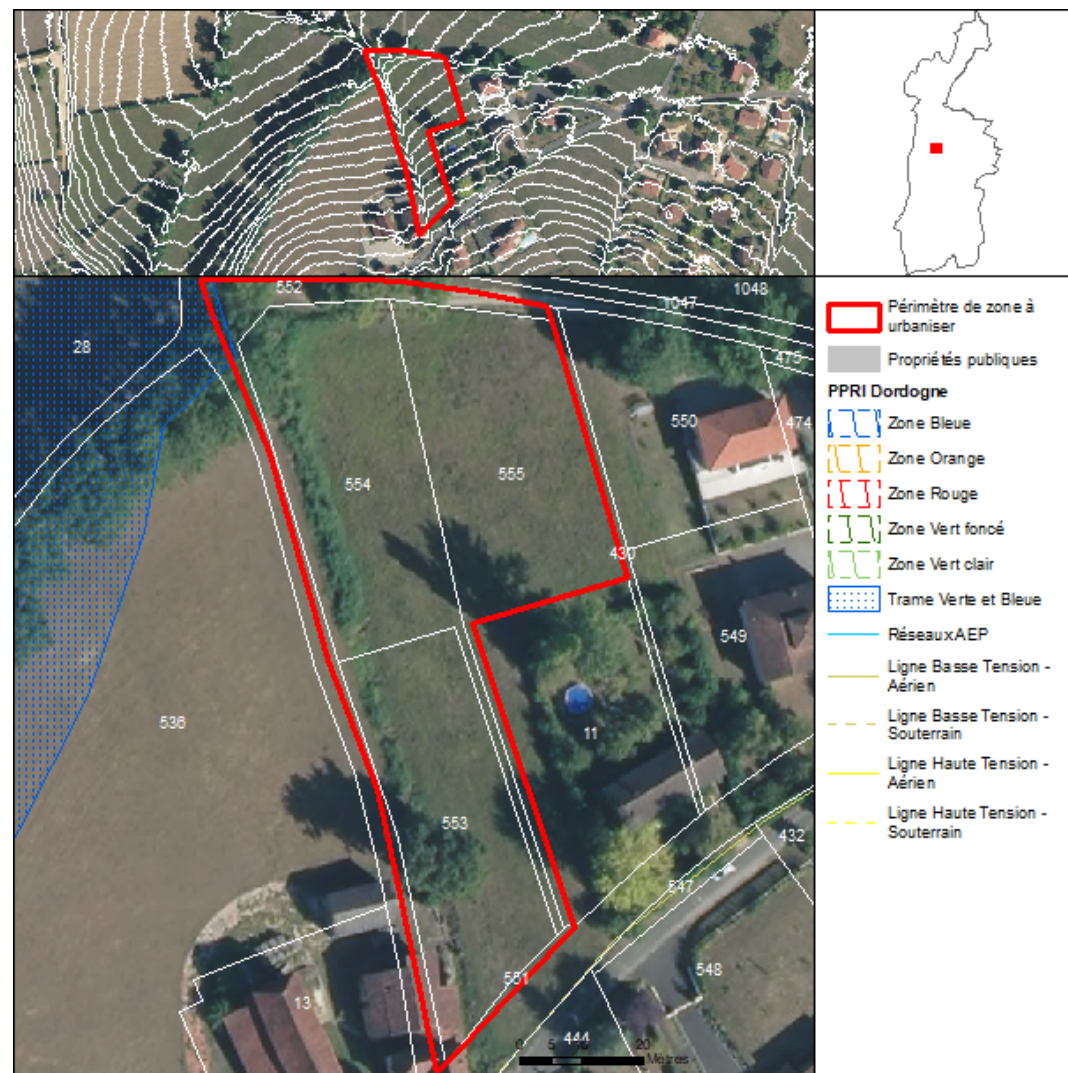 552
1047
1048
28
475
550
474
554
555
430
549
536
11
553
432
547
548
551
13
444
0 5 10 20
Mètres
Périmètre de zone à
urbaniser
Propriétés publiques
PPRI Dordogne
Zone Bleue
Zone Orange
Zone Rouge
Zone Vert foncé
Zone Vert clair
Trame Verte et Bleue
Réseaux AEP
Ligne Basse Tension -
Aérien
Ligne Basse Tension -
Souterrain
Ligne Haute Tension -
Aérien
Ligne Haute Tension -
Souterrain